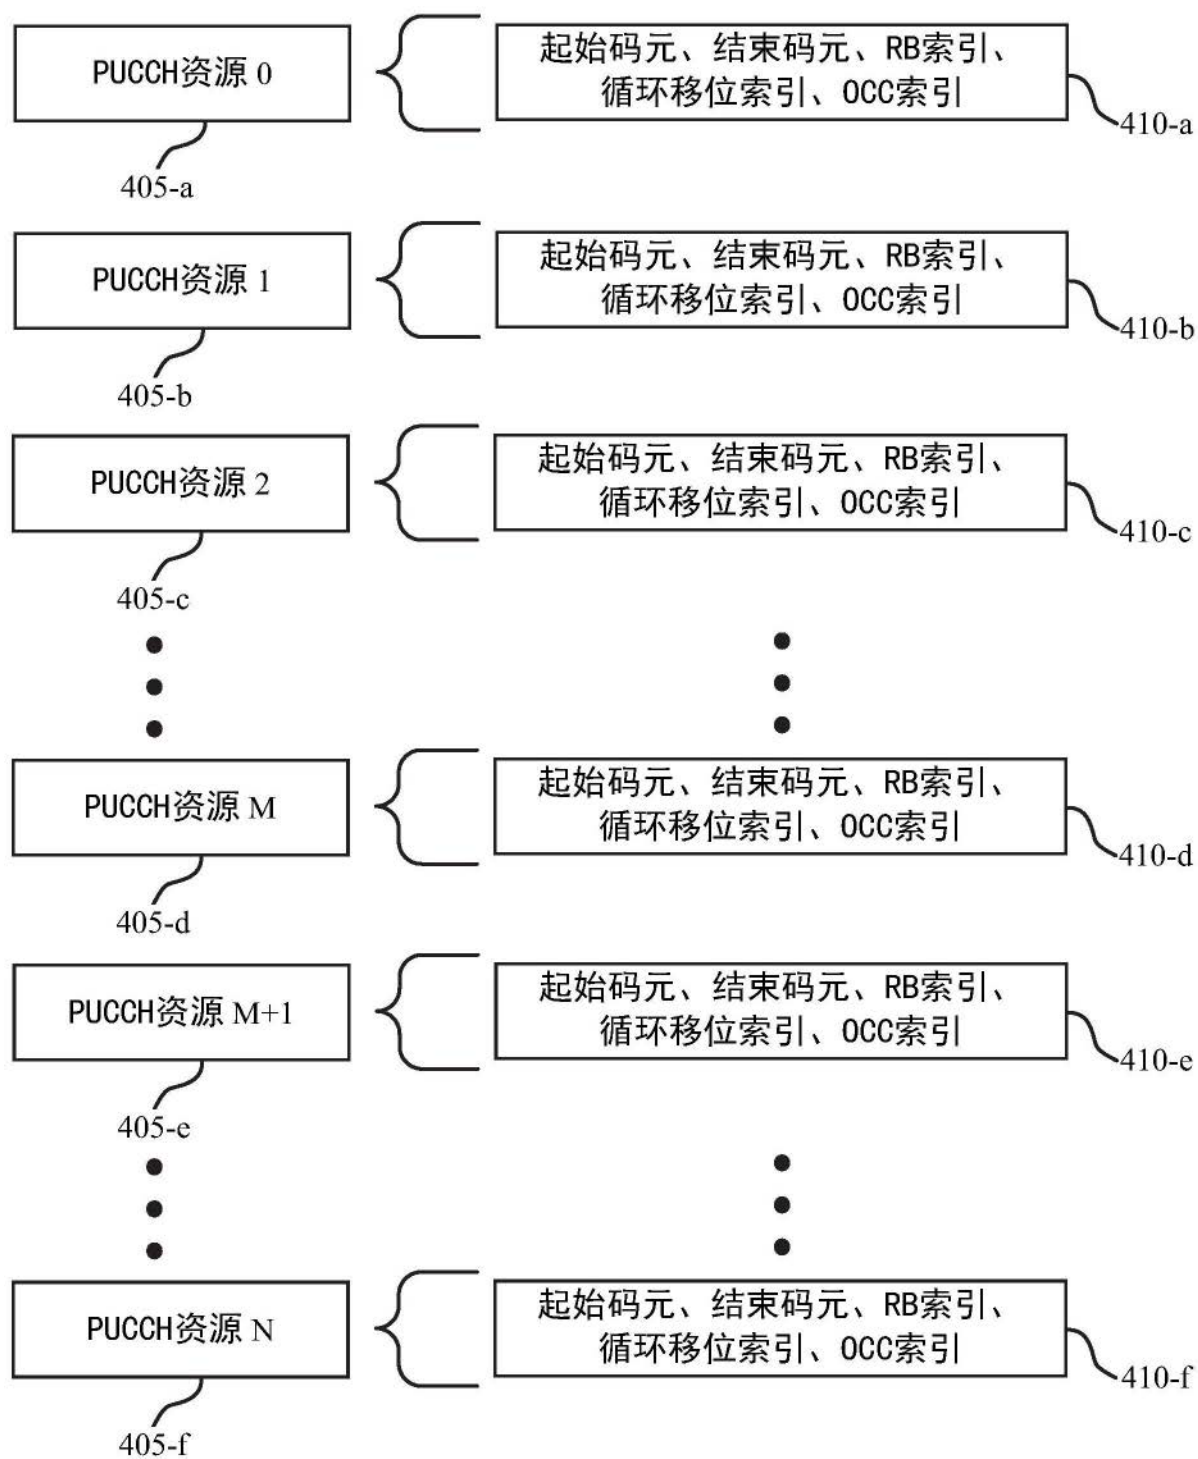 PUCCH资源 0
起始码元、结束码元、RB索引、
循环移位索引、OCC索引
410-a
405-a
PUCCH资源 1
起始码元、结束码元、RB索引、
循环移位索引、OCC索引
410-b
405-b
PUCCH资源 2
起始码元、结束码元、RB索引、
循环移位索引、OCC索引
410-c
405-c
PUCCH资源 M
起始码元、结束码元、RB索引、
循环移位索引、OCC索引
410-d
405-d
PUCCH资源 M+1
起始码元、结束码元、RB索引、
循环移位索引、OCC索引
410-e
405-e
PUCCH资源 N
起始码元、结束码元、RB索引、
循环移位索引、OCC索引
410-f
405-f